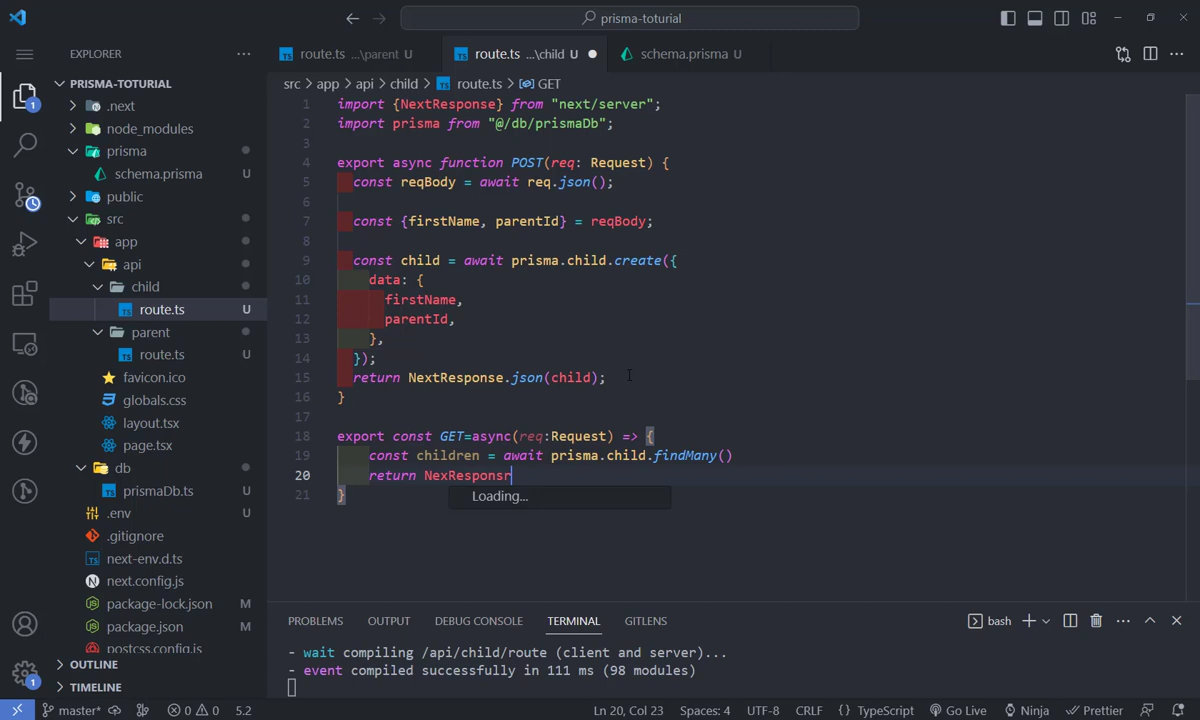 prisma-toturial
EXPLORER
route.ts ...\parent U
route.ts ...\child U
schema.prisma U
PRISMA-TOTURIAL
.next
node_modules
prisma
schema.prisma U
public
src
app
api
child
route.ts U
parent
route.ts U
favicon.ico
globals.css
layout.tsx
page.tsx
db
prismaDb.ts
.env U
.gitignore
next-env.d.ts
next.config.js
package-lock.json M
package.json M
postcss.config.js
OUTLINE
TIMELINE
src > app > api > child > route.ts > GET
1 import {NextResponse} from "next/server";
2 import prisma from "@/db/prismaDb";
3
4 export async function POST(req: Request) {
5 const reqBody = await req.json();
6
7 const {firstName, parentId} = reqBody;
8
9 const child = await prisma.child.create({
10 data: {
11 firstName,
12 parentId,
13 },
14 });
15 return NextResponse.json(child);
16 }
17
18 export const GET=async(req:Request) => {
19 const children = await prisma.child.findMany()
20 return NexResponsr
Loading...
21 }
PROBLEMS OUTPUT DEBUG CONSOLE TERMINAL GITLENS
bash
- wait compiling /api/child/route (client and server)...
- event compiled successfully in 111 ms (98 modules)
1
1
master* 0 0 5.2 Ln 20, Col 23 Spaces: 4 UTF-8 CRLF {} TypeScript Go Live Ninja Prettier